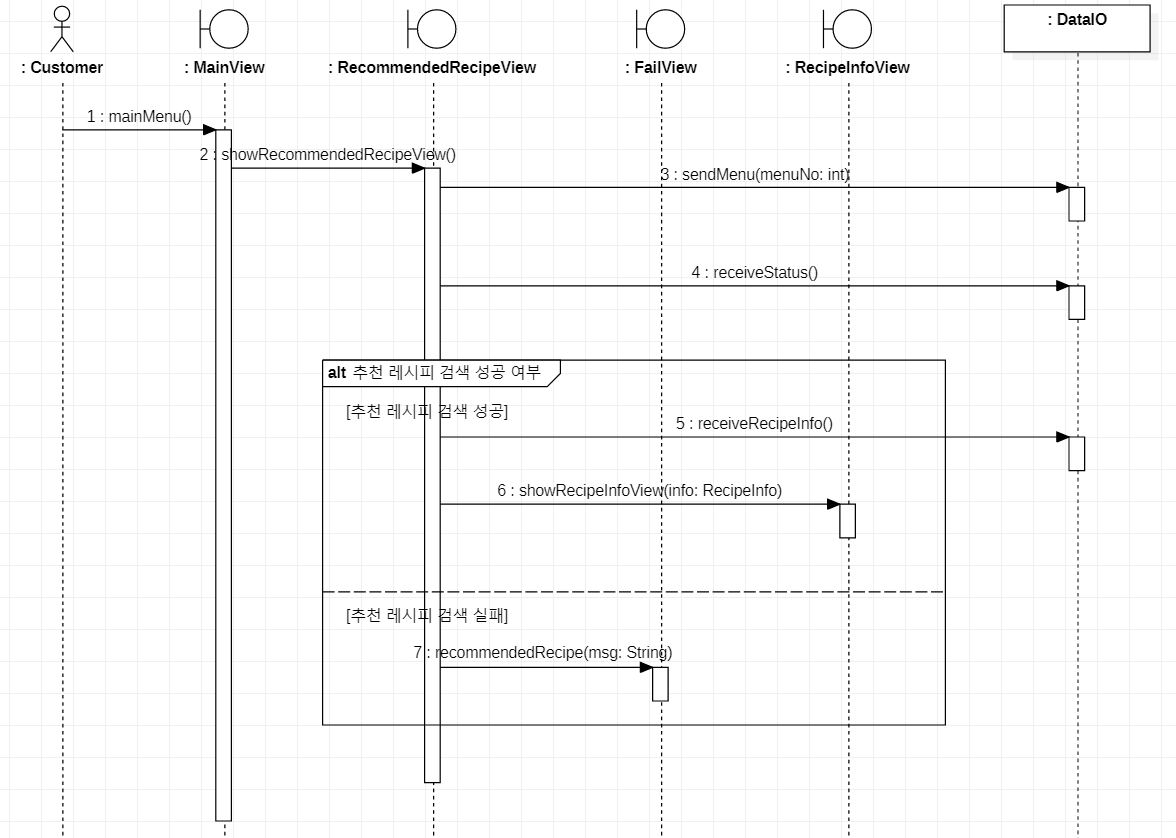 : Customer
: MainView
: RecommendedRecipeView
: FailView
: RecipeInfoView
: DataIO
1 : mainMenu()
2 : showRecommendedRecipeView()
3 : sendMenu(menuNo: int)
4 : receiveStatus()
alt 추천 레시피 검색 성공 여부
[추천 레시피 검색 성공]
5 : receiveRecipeInfo()
6 : showRecipeInfoView(info: RecipeInfo)
[추천 레시피 검색 실패]
7 : recommendedRecipe(msg: String)